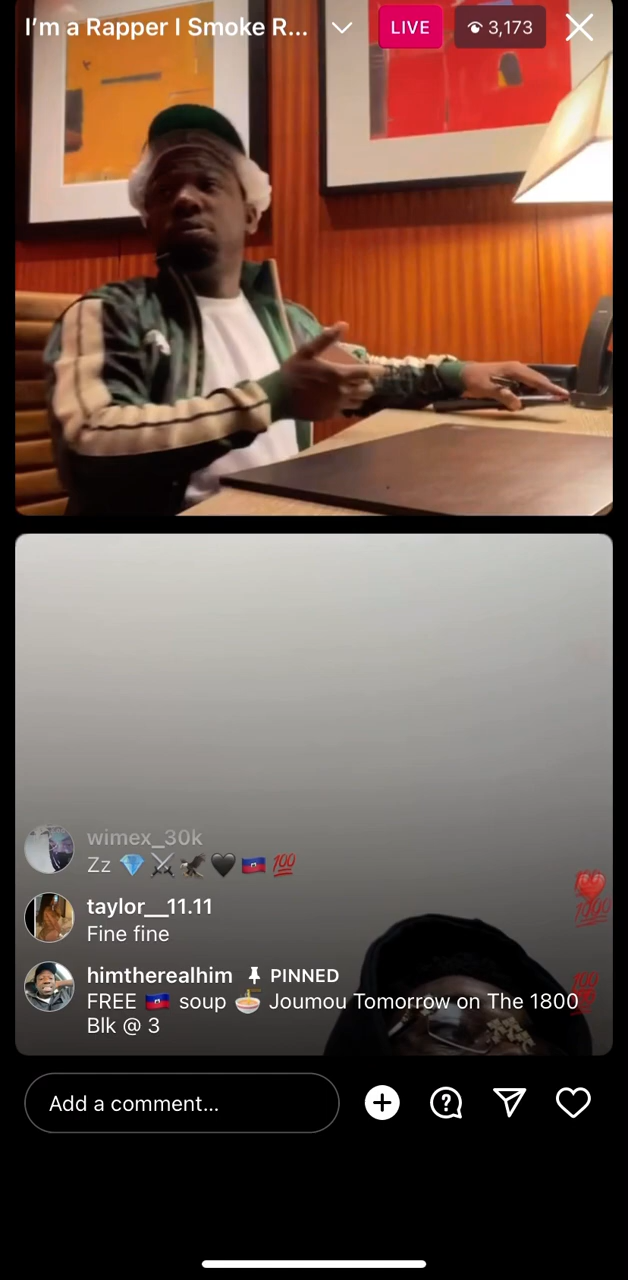 I'm a Rapper I Smoke R...
LIVE
3,173
wimex_30k
Zz 💎⚔️🦅🖤🇭🇹💯
taylor__11.11
Fine fine
himtherealhim PINNED
FREE 🇭🇹 soup 🍜 Joumou Tomorrow on The 1800
Blk @ 3
Add a comment...